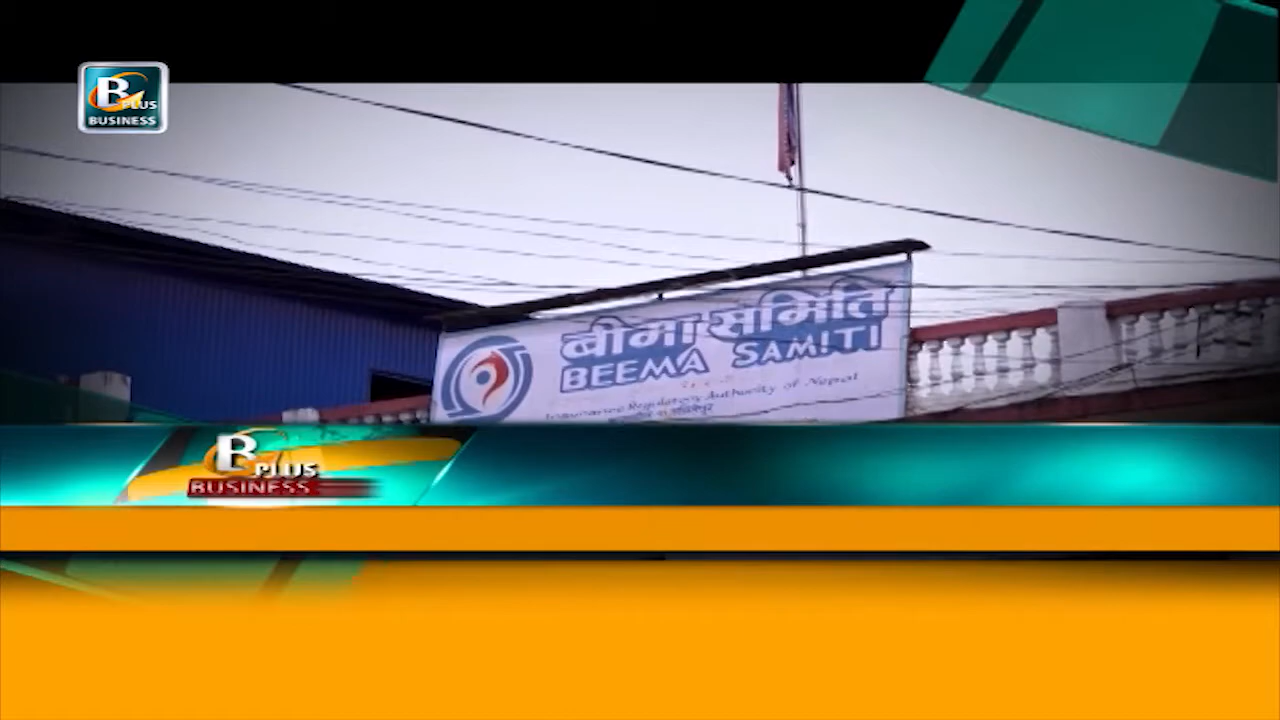 B
PLUS
BUSINESS
बीमा समिति
BEEMA SAMITI
Insurance Regulatory Authority of Nepal
B
PLUS
BUSINESS